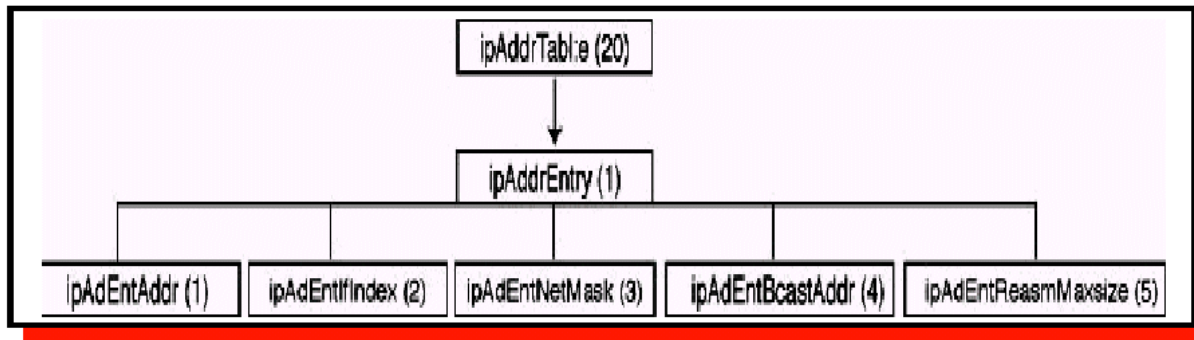 ipAddrTable (20)
ipAddrEntry (1)
ipAdEntAddr (1) ipAdEntIfIndex (2) ipAdEntNetMask (3) ipAdEntBcastAddr (4) ipAdEntReasmMaxsize (5)